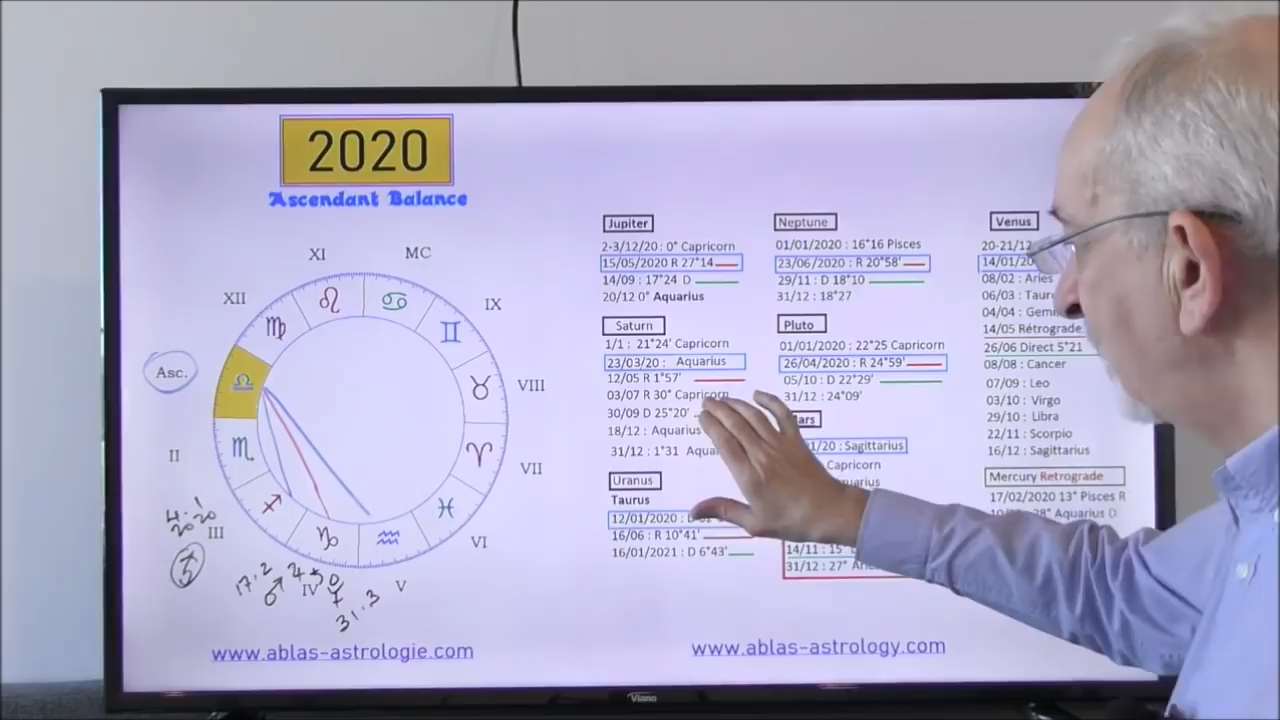 2020
Ascendant Balance
XI
MC
XII
IX
Asc.
VIII
II
VII
III
VI
IV
V
17.2
31.3
www.ablas-astrologie.com
Jupiter
2-3/12/20 : 0° Capricorn
15/05/2020 R 27°14
14/09 : 17°24 D
20/12 0° Aquarius
Saturn
1/1 : 21°24' Capricorn
23/03/20 : Aquarius
12/05 R 1°57'
03/07 R 30° Capricorn
30/09 D 25°20'
18/12 : Aquarius
31/12 : 1°31
Uranus
Taurus
12/01/2020 :
16/06 : R 10°41'
16/01/2021 : D 6°43'
Neptune
01/01/2020 : 16°16 Pisces
23/06/2020 : R 20°58'
29/11 : D 18°10
31/12 : 18°27
Pluto
01/01/2020 : 22°25 Capricorn
26/04/2020 : R 24°59'
05/10 : D 22°29'
31/12 : 24°09'
: Sagittarius
Capricorn
14/11 : 15°
31/12 : 27°
Venus
20-21/12
08/02 : Aries
06/03 :
04/04 :
14/05 Rétrograde
26/06 Direct 5°21
08/08 : Cancer
07/09 : Leo
03/10 : Virgo
29/10 : Libra
22/11 : Scorpio
16/12 : Sagittarius
Mercury Retrograde
17/02/2020 13° Pisces R
Aquarius D
www.ablas-astrology.com
Viano